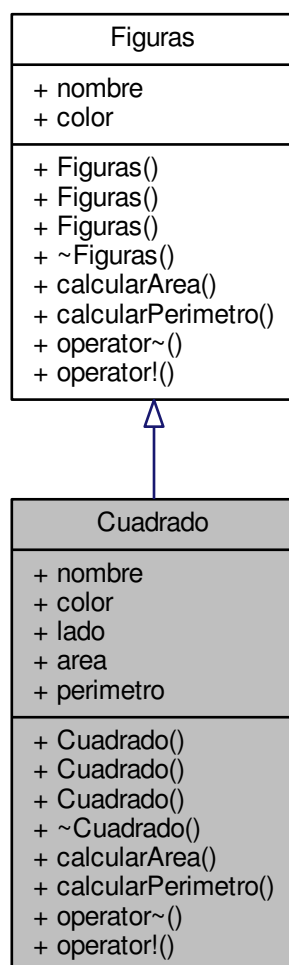 Figuras
+ nombre
+ color
+ Figuras()
+ Figuras()
+ Figuras()
+ ~Figuras()
+ calcularArea()
+ calcularPerimetro()
+ operator~()
+ operator!()
Cuadrado
+ nombre
+ color
+ lado
+ area
+ perimetro
+ Cuadrado()
+ Cuadrado()
+ Cuadrado()
+ ~Cuadrado()
+ calcularArea()
+ calcularPerimetro()
+ operator~()
+ operator!()